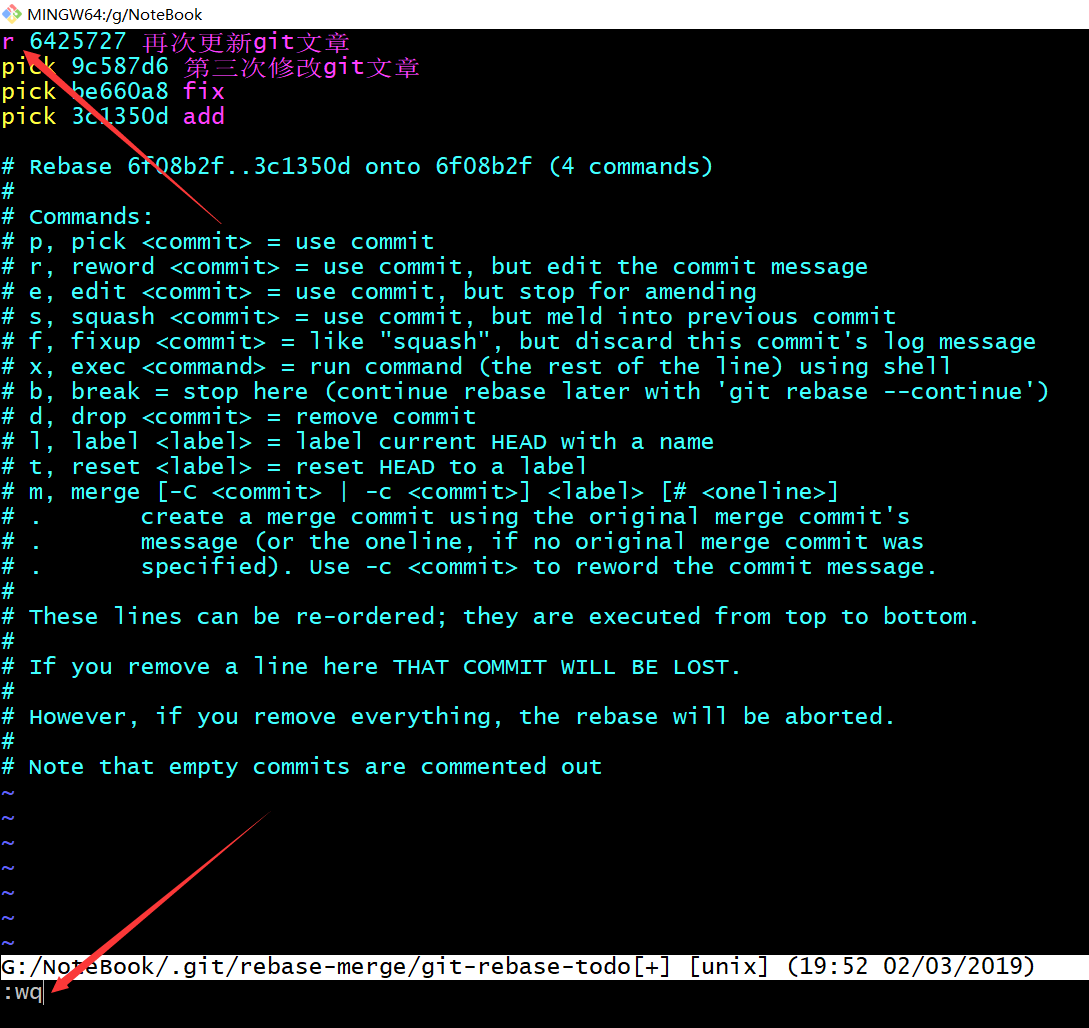 MINGW64:/g/NoteBook
r 6425727 再次更新git文章
pick 9c587d6 第三次修改git文章
pick be660a8 fix
pick 3c1350d add
# Rebase 6f08b2f..3c1350d onto 6f08b2f (4 commands)
#
# Commands:
# p, pick <commit> = use commit
# r, reword <commit> = use commit, but edit the commit message
# e, edit <commit> = use commit, but stop for amending
# s, squash <commit> = use commit, but meld into previous commit
# f, fixup <commit> = like "squash", but discard this commit's log message
# x, exec <command> = run command (the rest of the line) using shell
# b, break = stop here (continue rebase later with 'git rebase --continue')
# d, drop <commit> = remove commit
# l, label <label> = label current HEAD with a name
# t, reset <label> = reset HEAD to a label
# m, merge [-C <commit> | -c <commit>] <label> [# <oneline>]
# .       create a merge commit using the original merge commit's
# .       message (or the oneline, if no original merge commit was
# .       specified). Use -c <commit> to reword the commit message.
#
# These lines can be re-ordered; they are executed from top to bottom.
#
# If you remove a line here THAT COMMIT WILL BE LOST.
#
# However, if you remove everything, the rebase will be aborted.
#
# Note that empty commits are commented out
~
~
~
~
~
~
~
G:/NoteBook/.git/rebase-merge/git-rebase-todo[+] [unix] (19:52 02/03/2019)
:wq